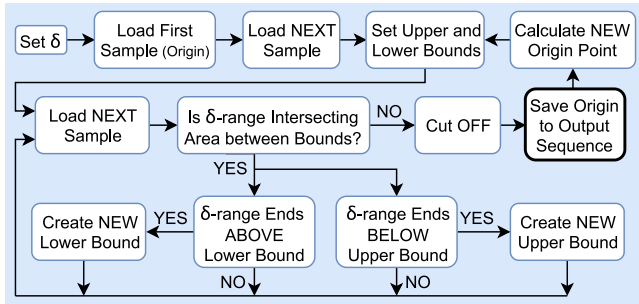 Set δ
Load First
Sample (Origin)
Load NEXT
Sample
Set Upper and
Lower Bounds
Calculate NEW
Origin Point
Load NEXT
Sample
Is δ-range Intersecting
Area between Bounds?
NO
Cut OFF
Save Origin
to Output
Sequence
YES
Create NEW
Lower Bound
YES
δ-range Ends
ABOVE
Lower Bound
δ-range Ends
BELOW
Upper Bound
YES
Create NEW
Upper Bound
NO
NO